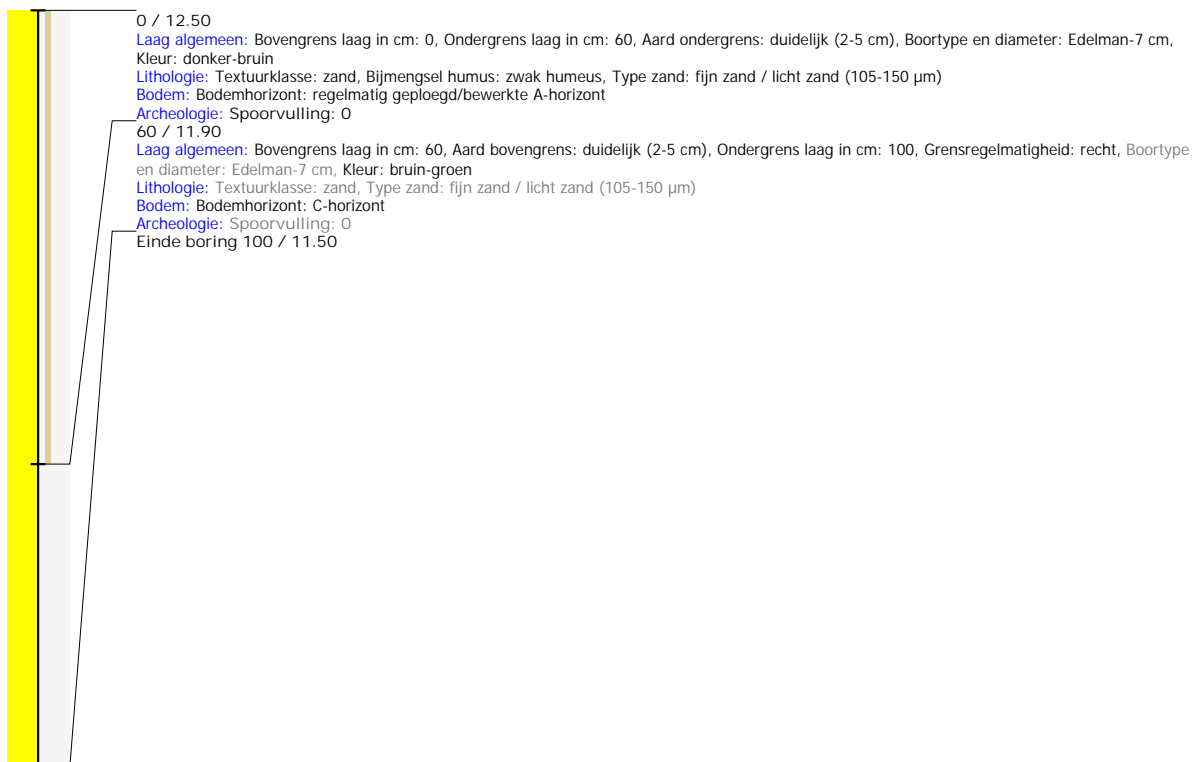 0 / 12.50
Laag algemeen: Bovengrens laag in cm: 0, Ondergrens laag in cm: 60, Aard ondergrens: duidelijk (2-5 cm), Boortype en diameter: Edelman-7 cm,
Kleur: donker-bruin
Lithologie: Textuurklasse: zand, Bijmengsel humus: zwak humeus, Type zand: fijn zand / licht zand (105-150 µm)
Bodem: Bodemhorizont: regelmatig geploegd/bewerkte A-horizont
Archeologie: Spoorvulling: 0
60 / 11.90
Laag algemeen: Bovengrens laag in cm: 60, Aard bovengrens: duidelijk (2-5 cm), Ondergrens laag in cm: 100, Grensregelmatigheid: recht, Boortype
en diameter: Edelman-7 cm, Kleur: bruin-groen
Lithologie: Textuurklasse: zand, Type zand: fijn zand / licht zand (105-150 µm)
Bodem: Bodemhorizont: C-horizont
Archeologie: Spoorvulling: 0
Einde boring 100 / 11.50